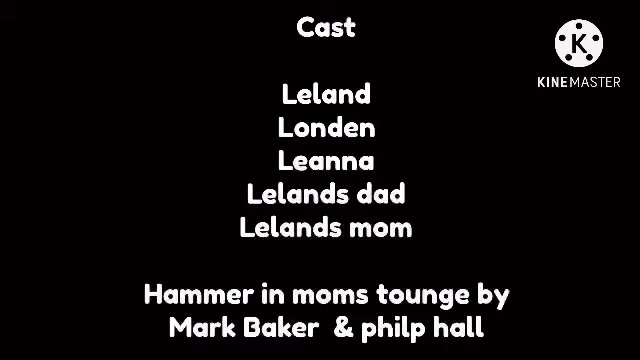 Cast
KINEMASTER
Leland
Londen
Leanna
Lelands dad
Lelands mom
Hammer in moms tounge by
Mark Baker & philp hall